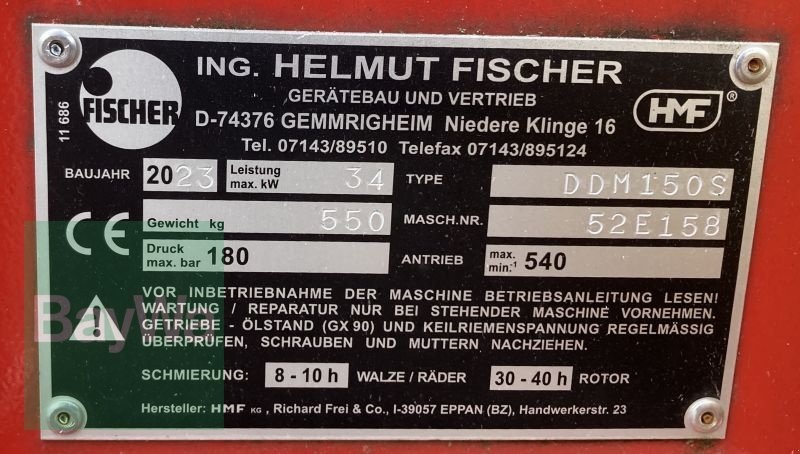 11 686
FISCHER
ING. HELMUT FISCHER
GERÄTEBAU UND VERTRIEB
D-74376 GEMMRIGHEIM Niedere Klinge 16
Tel. 07143/89510 Telefax 07143/895124
HMF ®
BAUJAHR 2023 Leistung max. kW 34 TYPE DDM150S
CE Gewicht kg 550 MASCH.NR. 52E158
Druck max. bar 180 ANTRIEB max. min:-1 540
VOR INBETRIEBNAHME DER MASCHINE BETRIEBSANLEITUNG LESEN!
WARTUNG / REPARATUR NUR BEI STEHENDER MASCHINE VORNEHMEN.
GETRIEBE - ÖLSTAND (GX 90) UND KEILRIEMENSPANNUNG REGELMÄSSIG
ÜBERPRÜFEN, SCHRAUBEN UND MUTTERN NACHZIEHEN.
SCHMIERUNG: 8 - 10 h WALZE / RÄDER 30 - 40 h ROTOR
Hersteller: HMF KG, Richard Frei & Co., I-39057 EPPAN (BZ), Handwerkerstr. 23
BayWa